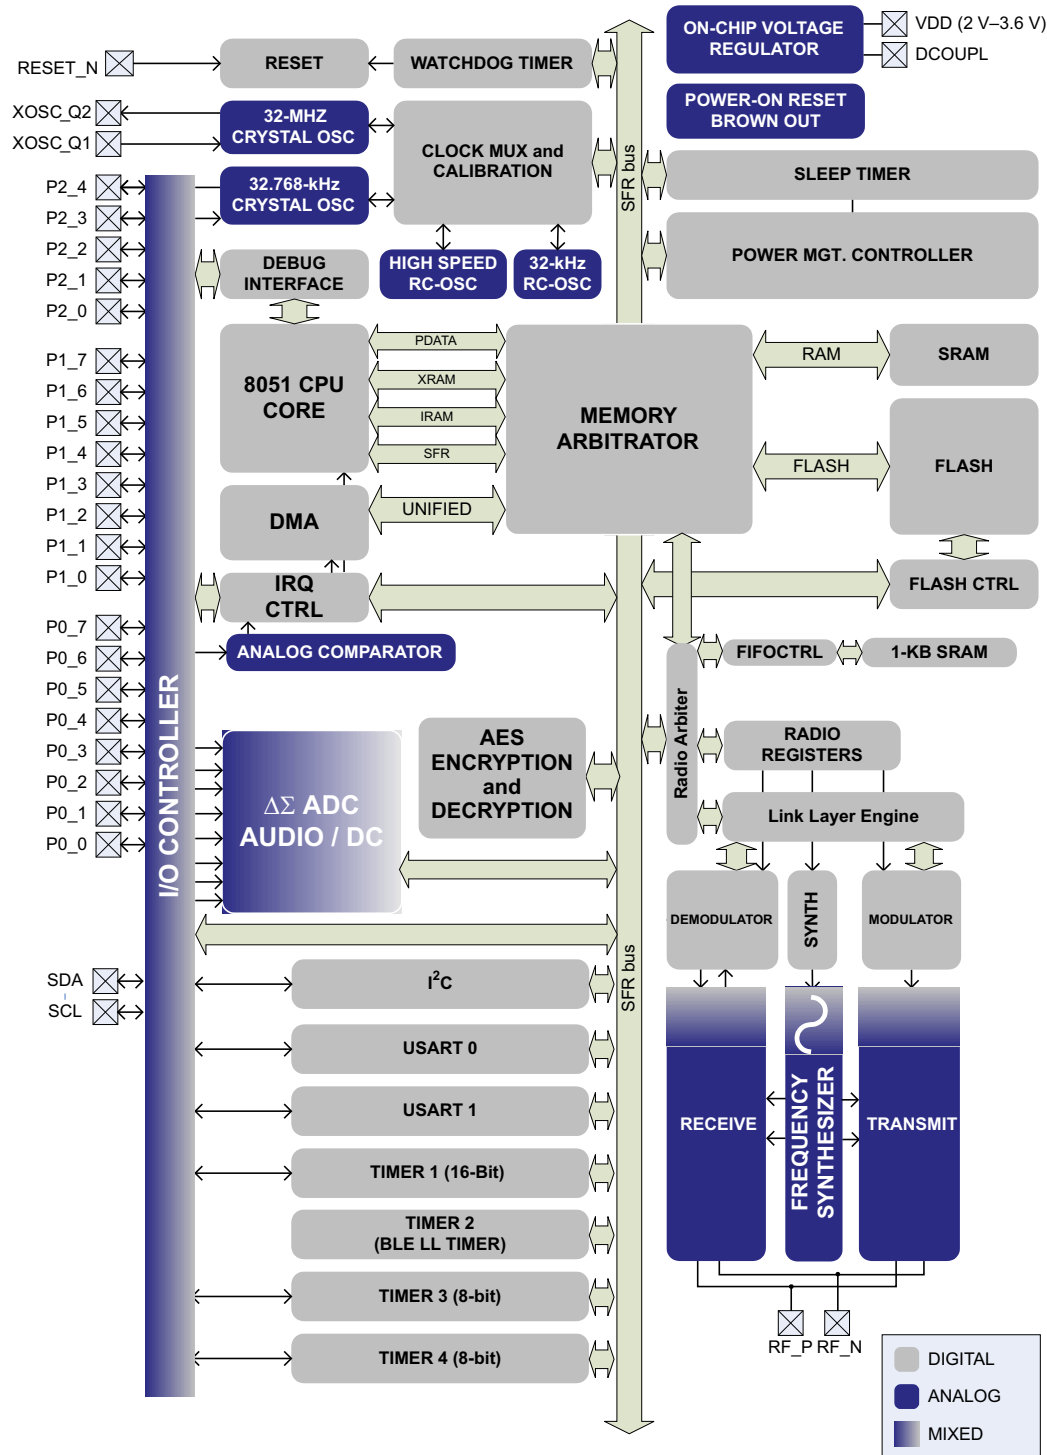 RESET_N
RESET
WATCHDOG TIMER
ON-CHIP VOLTAGE
REGULATOR
VDD (2 V–3.6 V)
DCOUPL
POWER-ON RESET
BROWN OUT
XOSC_Q2
XOSC_Q1
32-MHZ
CRYSTAL OSC
CLOCK MUX and
CALIBRATION
SFR bus
SLEEP TIMER
32.768-kHz
CRYSTAL OSC
POWER MGT. CONTROLLER
P2_4
P2_3
P2_2
P2_1
P2_0
DEBUG
INTERFACE
HIGH SPEED
RC-OSC
32-kHz
RC-OSC
P1_7
P1_6
P1_5
P1_4
P1_3
P1_2
P1_1
P1_0
8051 CPU
CORE
PDATA
XRAM
IRAM
SFR
MEMORY
ARBITRATOR
RAM
SRAM
FLASH
FLASH
DMA
UNIFIED
IRQ
CTRL
FLASH CTRL
P0_7
P0_6
P0_5
P0_4
P0_3
P0_2
P0_1
P0_0
ANALOG COMPARATOR
I/O CONTROLLER
FIFOCTRL
1-KB SRAM
Radio Arbiter
RADIO
REGISTERS
Link Layer Engine
AES
ENCRYPTION
and
DECRYPTION
ΔΣ ADC
AUDIO / DC
DEMODULATOR
SYNTH
MODULATOR
SFR bus
SDA
SCL
I2C
USART 0
USART 1
TIMER 1 (16-Bit)
TIMER 2
(BLE LL TIMER)
TIMER 3 (8-bit)
TIMER 4 (8-bit)
RECEIVE
FREQUENCY
SYNTHESIZER
TRANSMIT
RF_P
RF_N
DIGITAL
ANALOG
MIXED